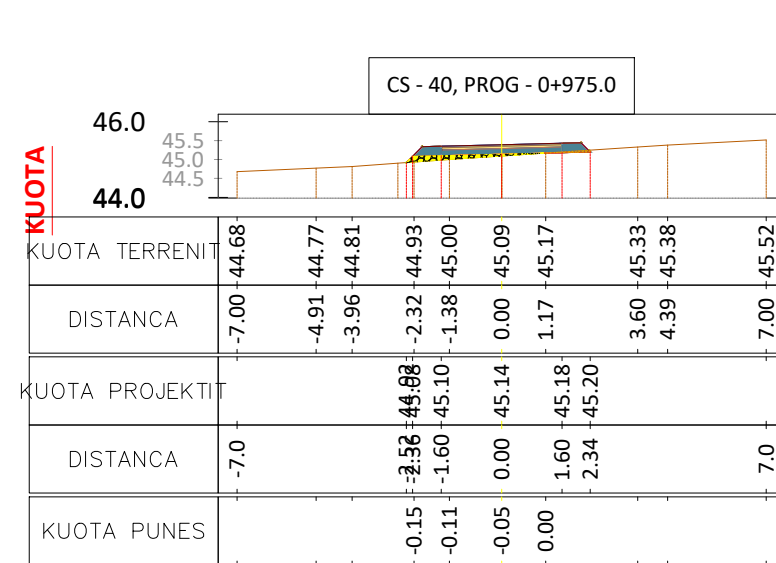 CS - 40, PROG - 0+975.0
KUOTA
46.0
45.5
45.0
44.5
44.0
KUOTA TERRENIT 44.68 44.77 44.81 44.93 45.00 45.09 45.17 45.33 45.38 45.52
DISTANCA -7.00 -4.91 -3.96 -2.32 -1.38 0.00 1.17 3.60 4.39 7.00
KUOTA PROJEKTIT 45.08 45.10 45.14 45.18 45.20
DISTANCA -7.0 -2.36 -1.60 0.00 1.60 2.34 7.0
KUOTA PUNES -0.15 -0.11 -0.05 0.00